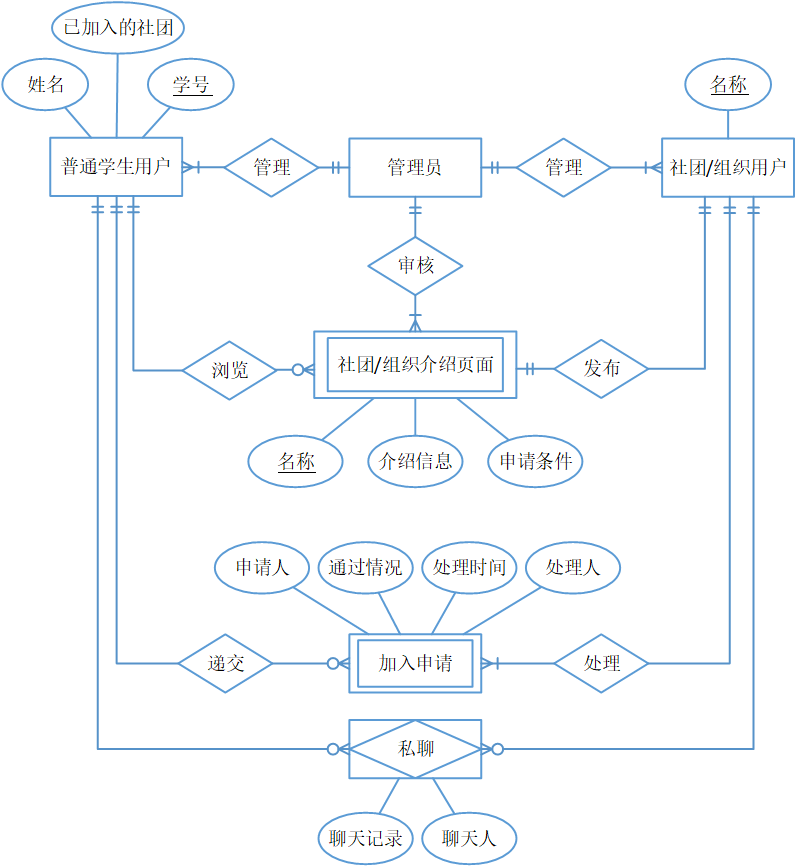 已加入的社团
姓名
学号
名称
普通学生用户
管理
管理员
管理
社团/组织用户
审核
浏览
社团/组织介绍页面
发布
名称
介绍信息
申请条件
申请人
通过情况
处理时间
处理人
递交
加入申请
处理
私聊
聊天记录
聊天人